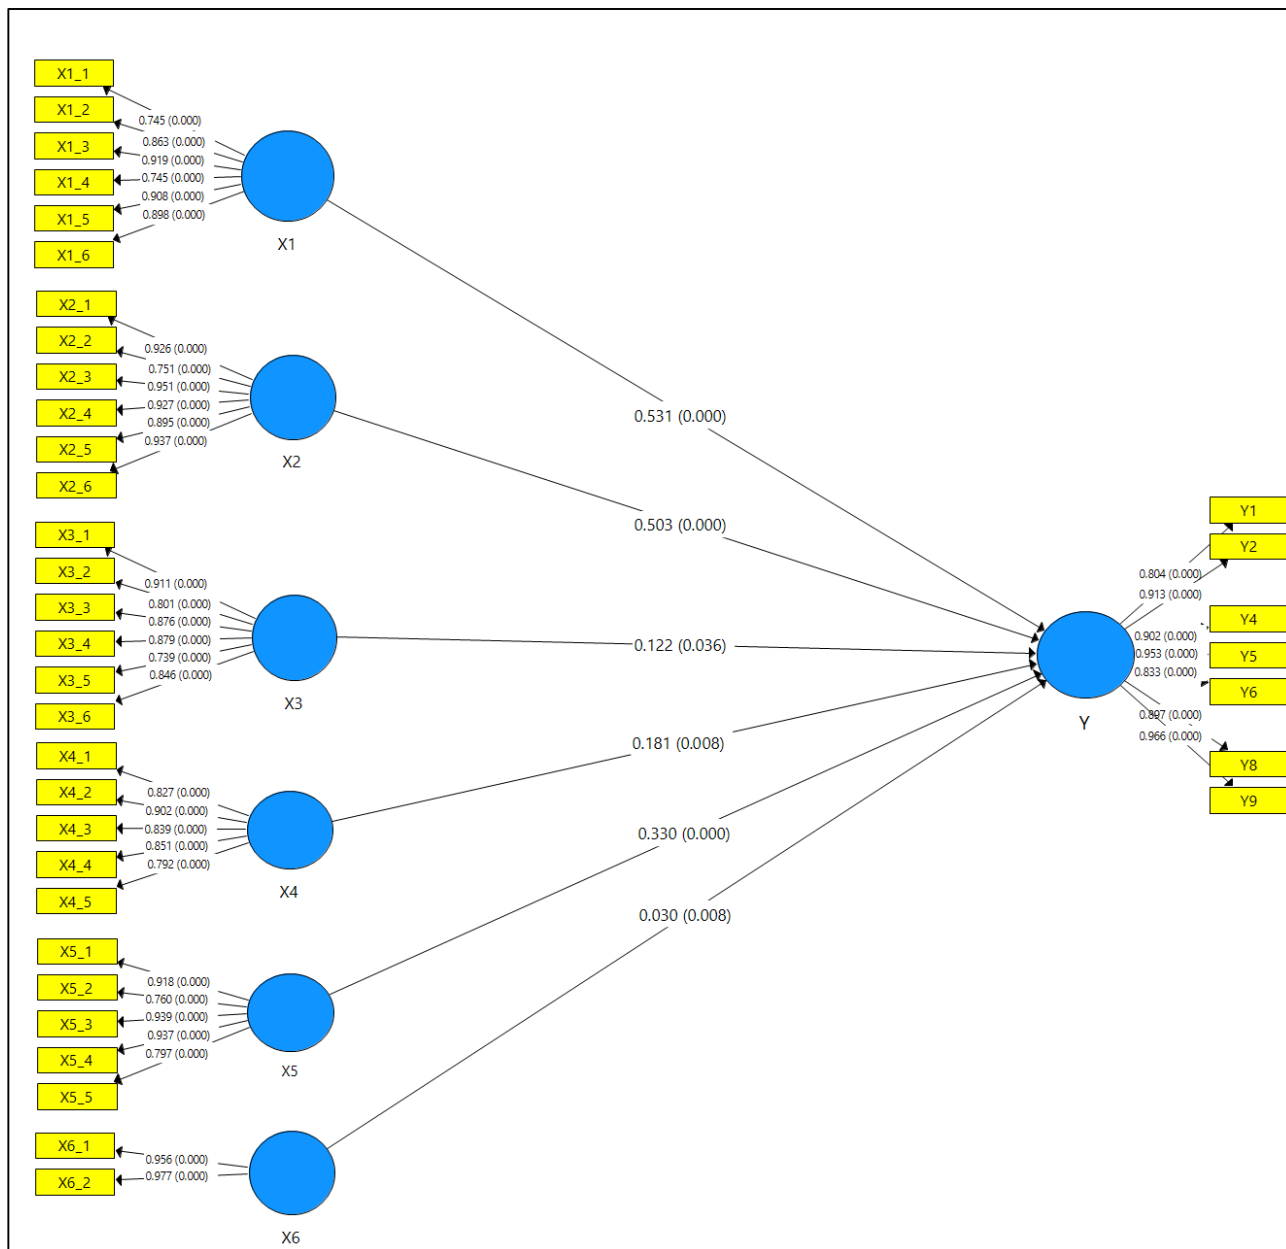 X1_1
X1_2
X1_3
X1_4
X1_5
X1_6
0.745 (0.000)
0.863 (0.000)
0.919 (0.000)
0.745 (0.000)
0.908 (0.000)
0.898 (0.000)
X1
X2_1
X2_2
X2_3
X2_4
X2_5
X2_6
0.926 (0.000)
0.751 (0.000)
0.951 (0.000)
0.927 (0.000)
0.895 (0.000)
0.937 (0.000)
X2
X3_1
X3_2
X3_3
X3_4
X3_5
X3_6
0.911 (0.000)
0.801 (0.000)
0.876 (0.000)
0.879 (0.000)
0.739 (0.000)
0.846 (0.000)
X3
X4_1
X4_2
X4_3
X4_4
X4_5
0.827 (0.000)
0.902 (0.000)
0.839 (0.000)
0.851 (0.000)
0.792 (0.000)
X4
X5_1
X5_2
X5_3
X5_4
X5_5
0.918 (0.000)
0.760 (0.000)
0.939 (0.000)
0.937 (0.000)
0.797 (0.000)
X5
X6_1
X6_2
0.956 (0.000)
0.977 (0.000)
X6
0.531 (0.000)
0.503 (0.000)
0.122 (0.036)
0.181 (0.008)
0.330 (0.000)
0.030 (0.008)
Y
0.804 (0.000)
0.913 (0.000)
0.902 (0.000)
0.953 (0.000)
0.833 (0.000)
0.897 (0.000)
0.966 (0.000)
Y1
Y2
Y4
Y5
Y6
Y8
Y9